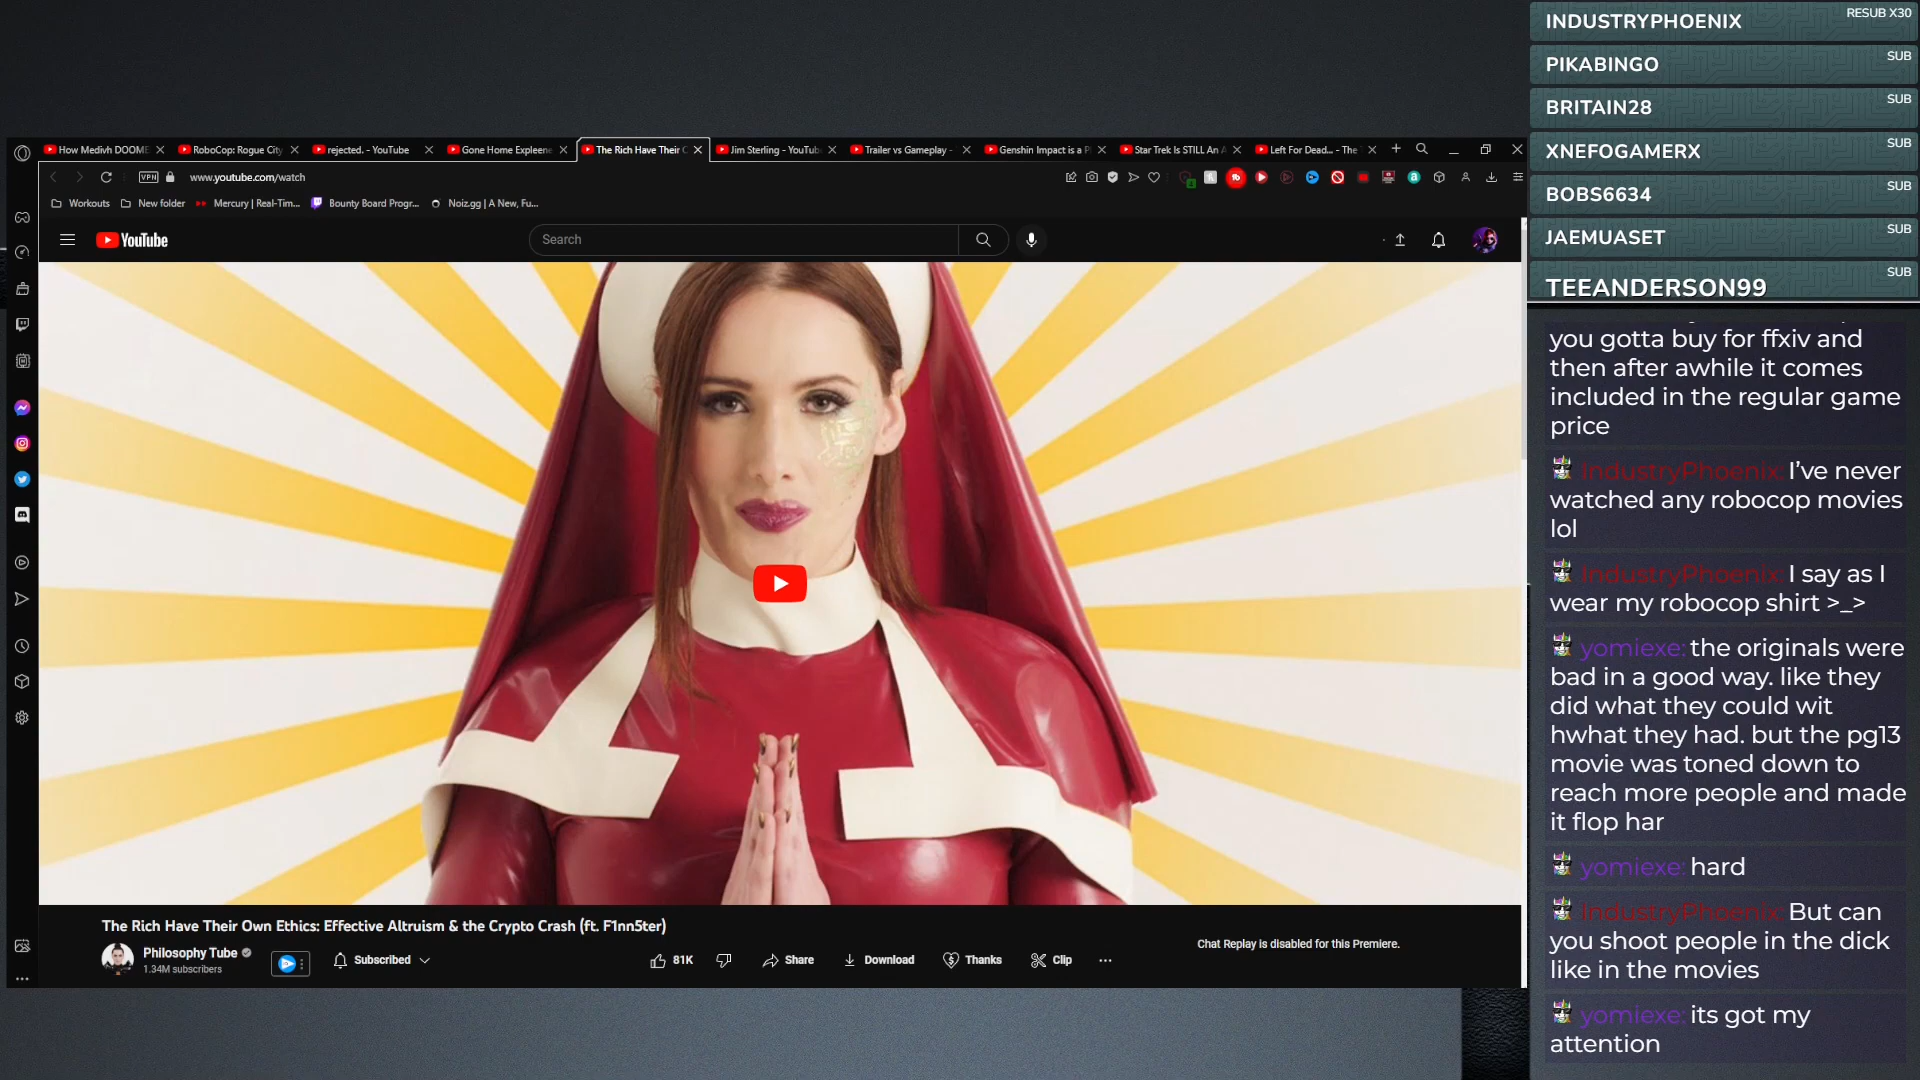 How Medivh DOOME
RoboCop: Rogue City
rejected. - YouTube
Gone Home Expleene
The Rich Have Their O
Jim Sterling - YouTube
Trailer vs Gameplay -
Genshin Impact is a P
Star Trek Is STILL An A
Left For Dead... - The
VPN
www.youtube.com/watch
Workouts
New folder
Mercury | Real-Tim...
Bounty Board Progr...
Noiz.gg | A New, Fu...
YouTube
Search
The Rich Have Their Own Ethics: Effective Altruism & the Crypto Crash (ft. F1nn5ter)
Philosophy Tube
1.34M subscribers
Subscribed
81K
Share
Download
Thanks
Clip
Chat Replay is disabled for this Premiere.
INDUSTRYPHOENIX
RESUB X30
PIKABINGO
SUB
BRITAIN28
SUB
XNEFOGAMERX
SUB
BOBS6634
SUB
JAEMUASET
SUB
TEEANDERSON99
SUB
you gotta buy for ffxiv and
then after awhile it comes
included in the regular game
price
IndustryPhoenix: I've never
watched any robocop movies
lol
IndustryPhoenix: I say as I
wear my robocop shirt >_>
yomiexe: the originals were
bad in a good way. like they
did what they could wit
hwhat they had. but the pg13
movie was toned down to
reach more people and made
it flop har
yomiexe: hard
IndustryPhoenix: But can
you shoot people in the dick
like in the movies
yomiexe: its got my
attention